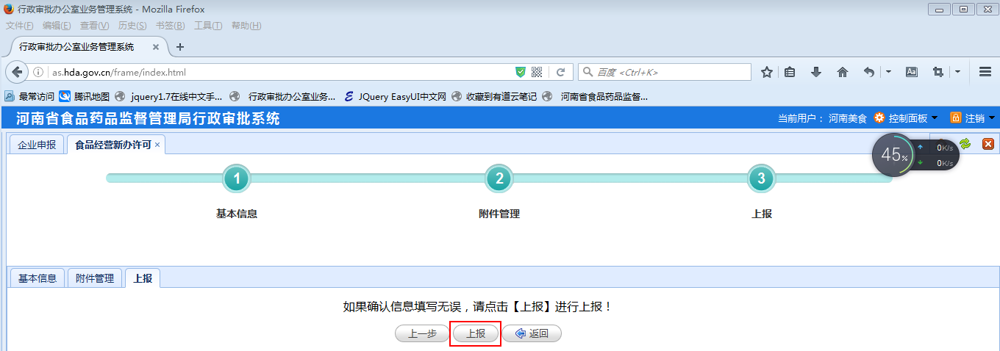 行政审批办公室业务管理系统 - Mozilla Firefox
文件(F) 编辑(E) 查看(V) 历史(S) 书签(B) 工具(T) 帮助(H)
行政审批办公室业务管理系统
as.hda.gov.cn/frame/index.html 百度 <Ctrl+K>
最常访问 腾讯地图 jquery1.7在线中文手... 行政审批办公室业务... JQuery EasyUI中文网 收藏到有道云笔记 河南省食品药品监督...
河南省食品药品监督管理局行政审批系统 当前用户： 河南美食 控制面板 注销
企业申报 食品经营新办许可
45% 0K/s
0K/s
1 2 3
基本信息 附件管理 上报
基本信息 附件管理 上报
如果确认信息填写无误，请点击【上报】进行上报！
上一步 上报 返回